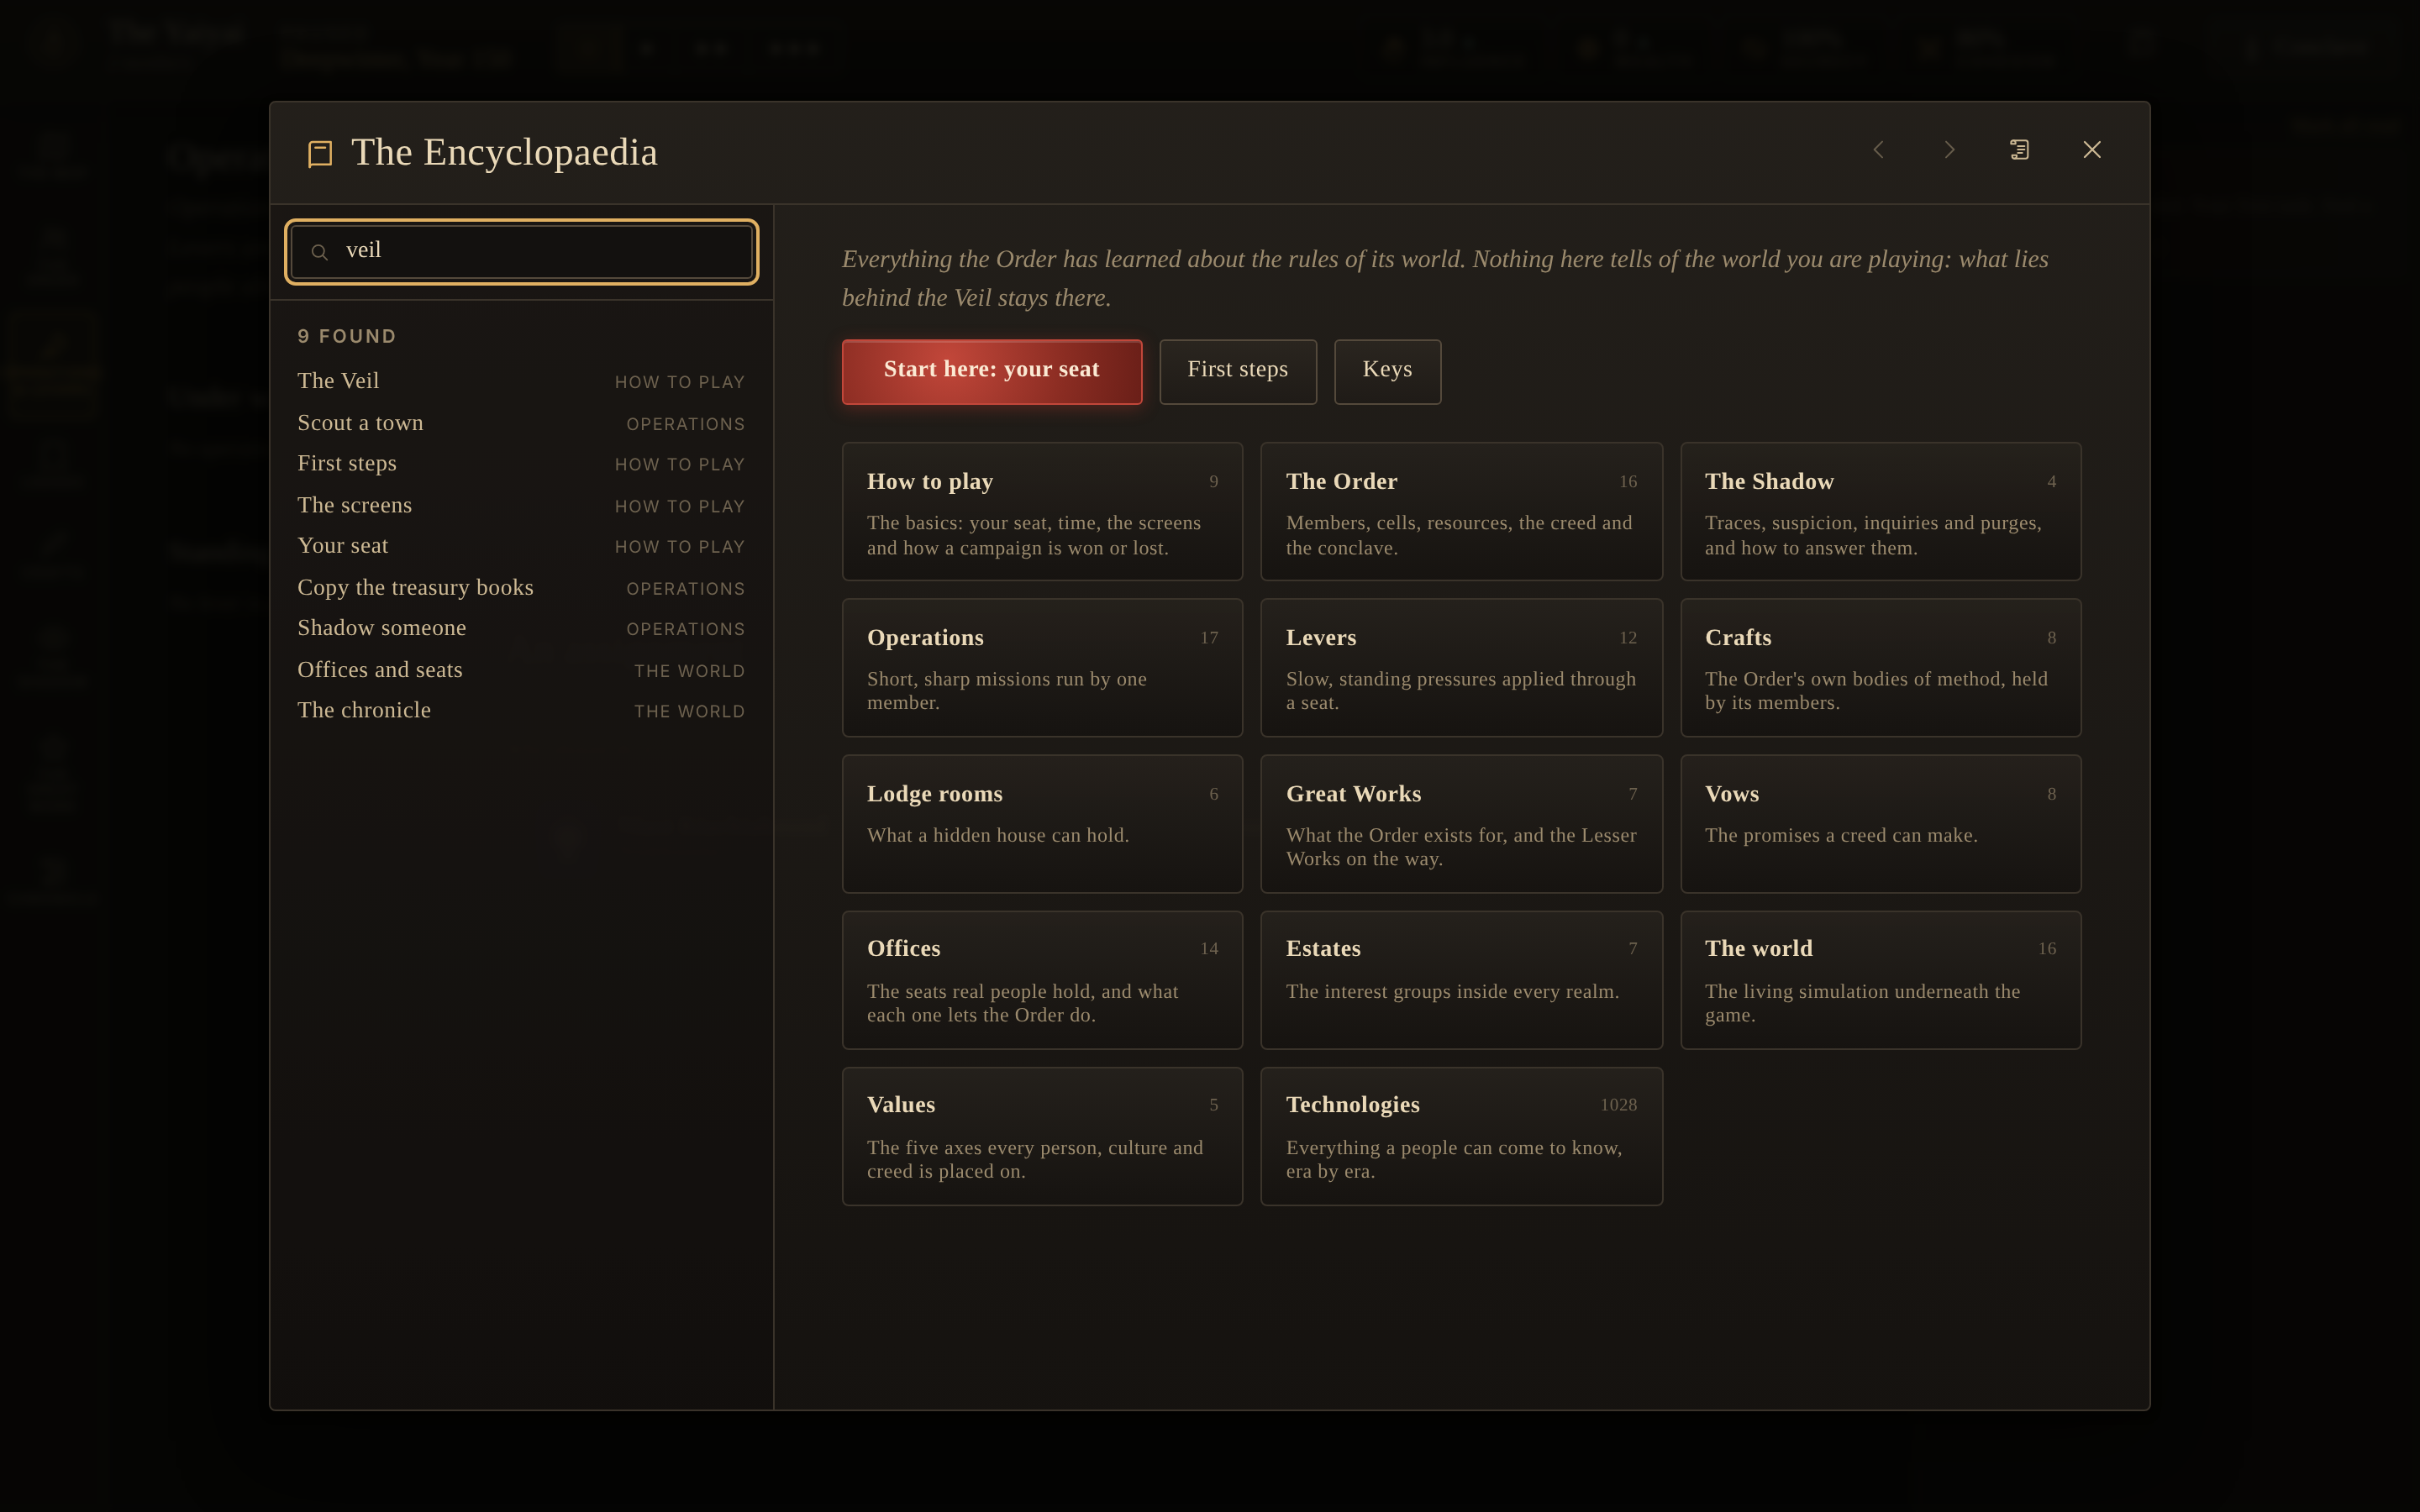 The Encyclopaedia
veil
9 FOUND
The Veil HOW TO PLAY
Scout a town OPERATIONS
First steps HOW TO PLAY
The screens HOW TO PLAY
Your seat HOW TO PLAY
Copy the treasury books OPERATIONS
Shadow someone OPERATIONS
Offices and seats THE WORLD
The chronicle THE WORLD
Everything the Order has learned about the rules of its world. Nothing here tells of the world you are playing: what lies
behind the Veil stays there.
Start here: your seat
First steps
Keys
How to play 9
The basics: your seat, time, the screens
and how a campaign is won or lost.
The Order 16
Members, cells, resources, the creed and
the conclave.
The Shadow 4
Traces, suspicion, inquiries and purges,
and how to answer them.
Operations 17
Short, sharp missions run by one
member.
Levers 12
Slow, standing pressures applied through
a seat.
Crafts 8
The Order's own bodies of method, held
by its members.
Lodge rooms 6
What a hidden house can hold.
Great Works 7
What the Order exists for, and the Lesser
Works on the way.
Vows 8
The promises a creed can make.
Offices 14
The seats real people hold, and what
each one lets the Order do.
Estates 7
The interest groups inside every realm.
The world 16
The living simulation underneath the
game.
Values 5
The five axes every person, culture and
creed is placed on.
Technologies 1028
Everything a people can come to know,
era by era.